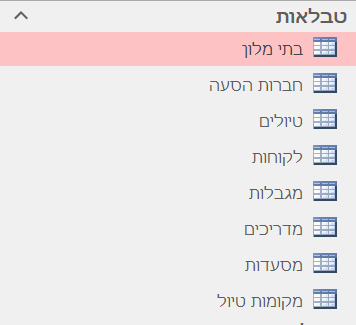 טבלאות
בתי מלון
חברות הסעה
טיולים
לקוחות
מגבלות
מדריכים
מסעדות
מקומות טיול